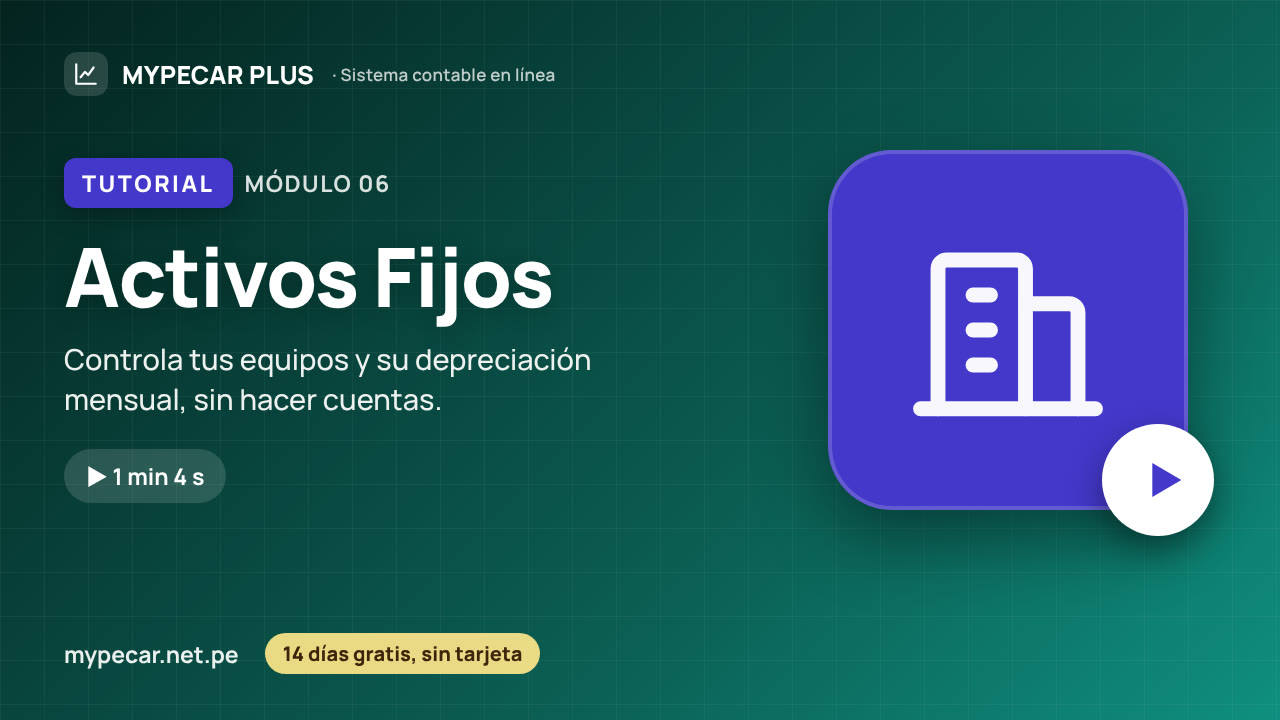 MYPECAR PLUS · Sistema contable en línea
TUTORIAL MÓDULO 06
Activos Fijos
Controla tus equipos y su depreciación
mensual, sin hacer cuentas.
▶ 1 min 4 s
mypecar.net.pe 14 días gratis, sin tarjeta